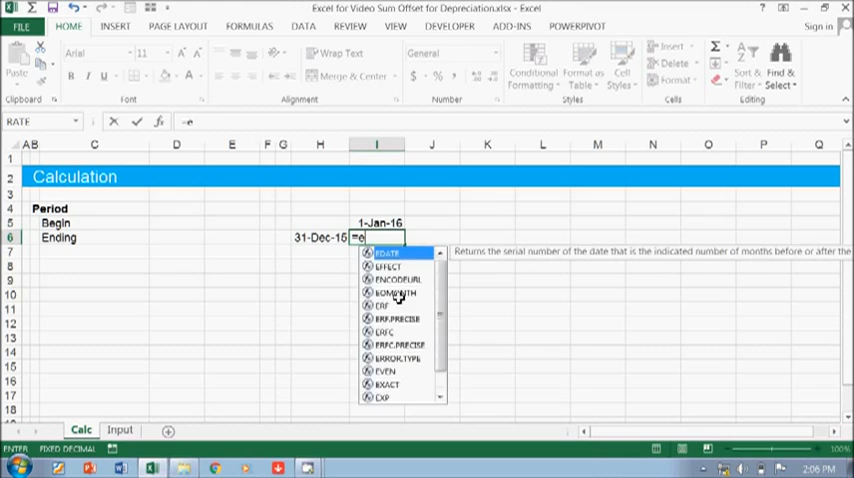 Excel for Video Sum Offset for Depreciation.xlsx - Excel
FILE HOME INSERT PAGE LAYOUT FORMULAS DATA REVIEW VIEW DEVELOPER ADD-INS POWERPIVOT Sign in
Arial 11 Wrap Text General Insert
Paste Merge & Center Conditional Formatting Format as Table Cell Styles Delete Format Sort & Filter Find & Select
Clipboard Font Alignment Number Styles Cells Editing
RATE =e
A B C D E F G H I J K L M N O P Q
1
2 Calculation
3
4 Period
5 Begin 1-Jan-16
6 Ending 31-Dec-15 =e
7 EDATE Returns the serial number of the date that is the indicated number of months before or after the
8 EFFECT
9 ENCODEURL
10 EOMONTH
11 ERF
12 ERF.PRECISE
13 ERFC
14 ERFC.PRECISE
15 ERROR.TYPE
16 EVEN
17 EXACT
18 EXP
Calc Input
ENTER FIXED DECIMAL 100%
2:06 PM